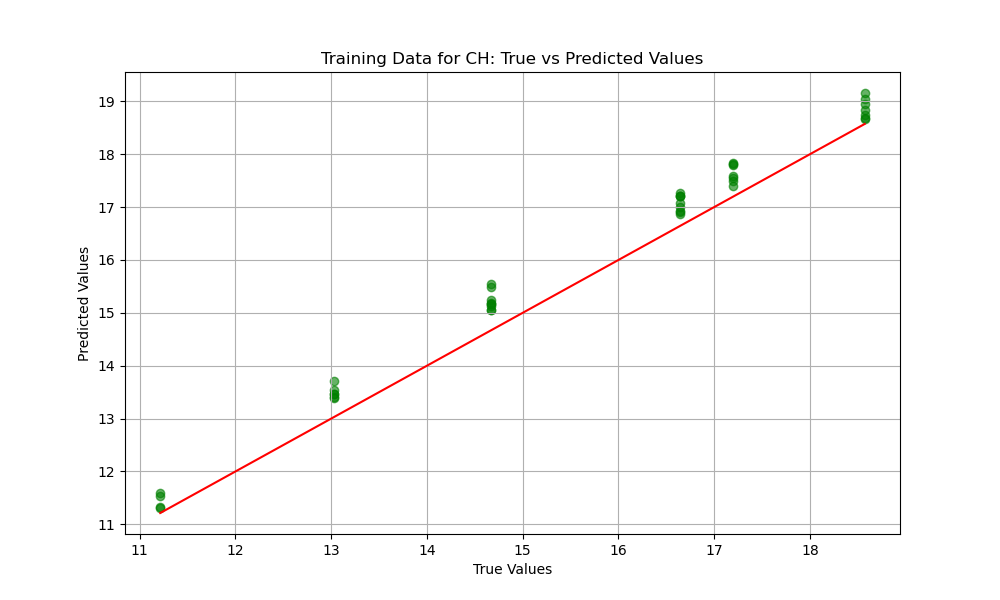 Training Data for CH: True vs Predicted Values
19
18
17
16
15
14
13
12
11
Predicted Values
11 12 13 14 15 16 17 18
True Values